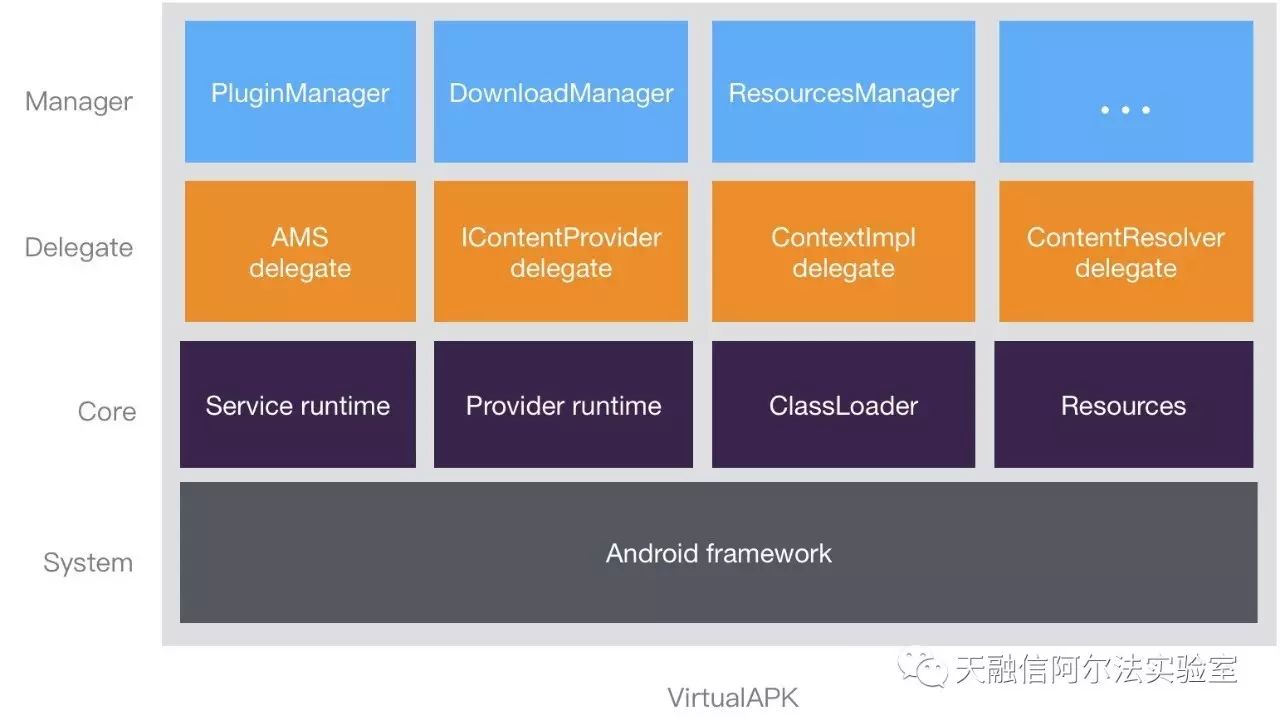 Manager
PluginManager
DownloadManager
ResourcesManager
...
Delegate
AMS
delegate
IContentProvider
delegate
ContextImpl
delegate
ContentResolver
delegate
Core
Service runtime
Provider runtime
ClassLoader
Resources
System
Android framework
天融信阿尔法实验室
VirtualAPK